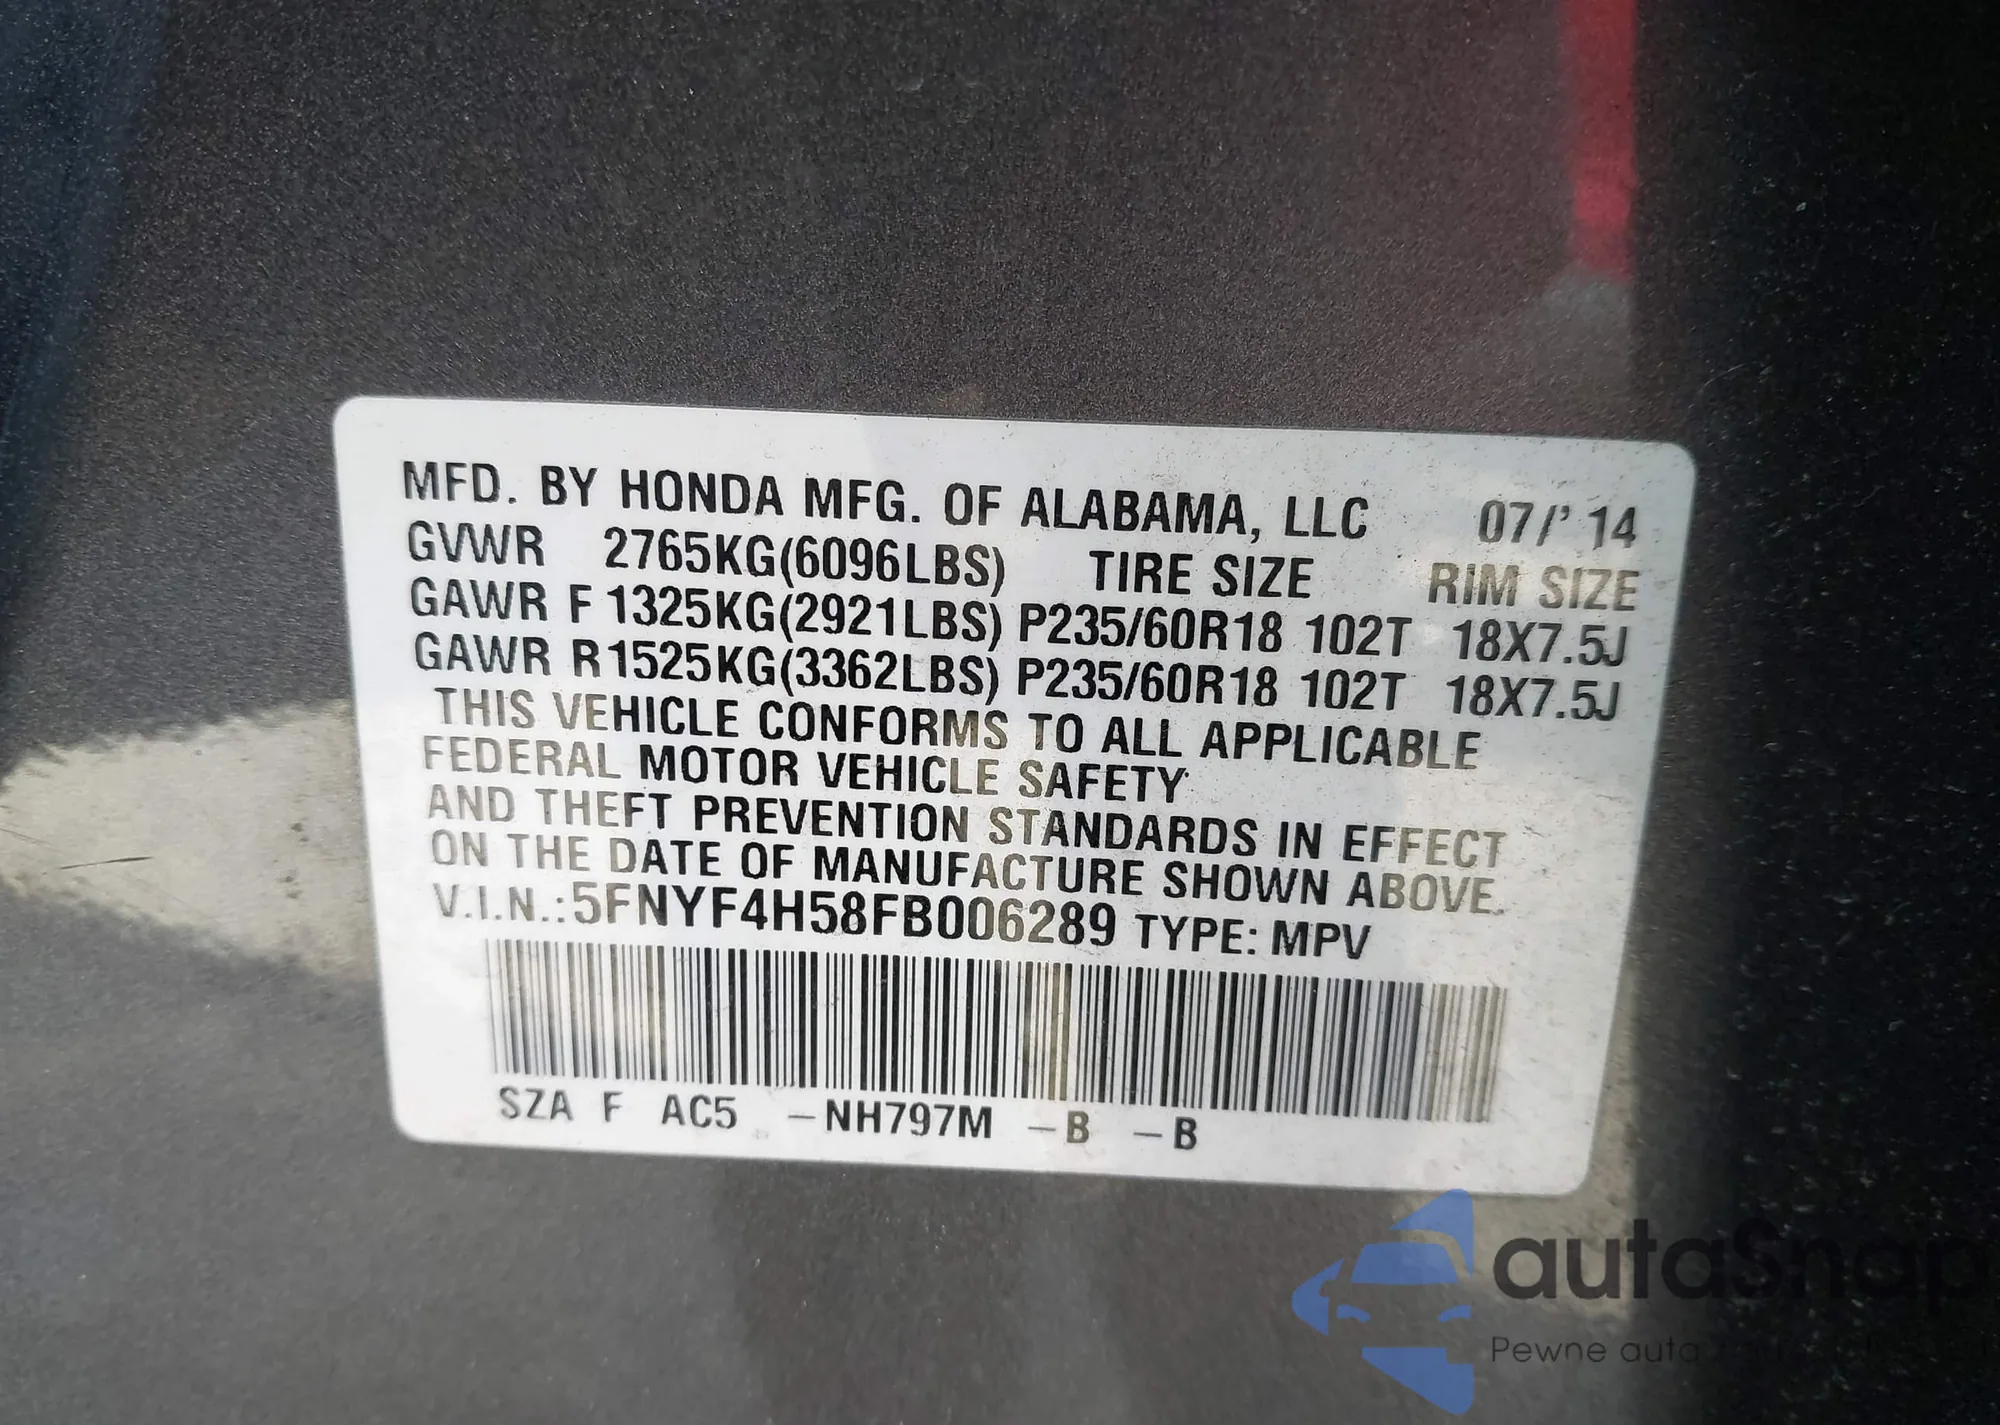 MFD. BY HONDA MFG. OF ALABAMA, LLC 07/' 14
GVWR 2765KG(6096LBS) TIRE SIZE RIM SIZE
GAWR F 1325KG(2921LBS) P235/60R18 102T 18X7.5J
GAWR R 1525KG(3362LBS) P235/60R18 102T 18X7.5J
THIS VEHICLE CONFORMS TO ALL APPLICABLE
FEDERAL MOTOR VEHICLE SAFETY
AND THEFT PREVENTION STANDARDS IN EFFECT
ON THE DATE OF MANUFACTURE SHOWN ABOVE.
V.I.N.:5FNYF4H58FB006289 TYPE: MPV
SZA F AC5 -NH797M -B -B
autaSnap
Pewne auta